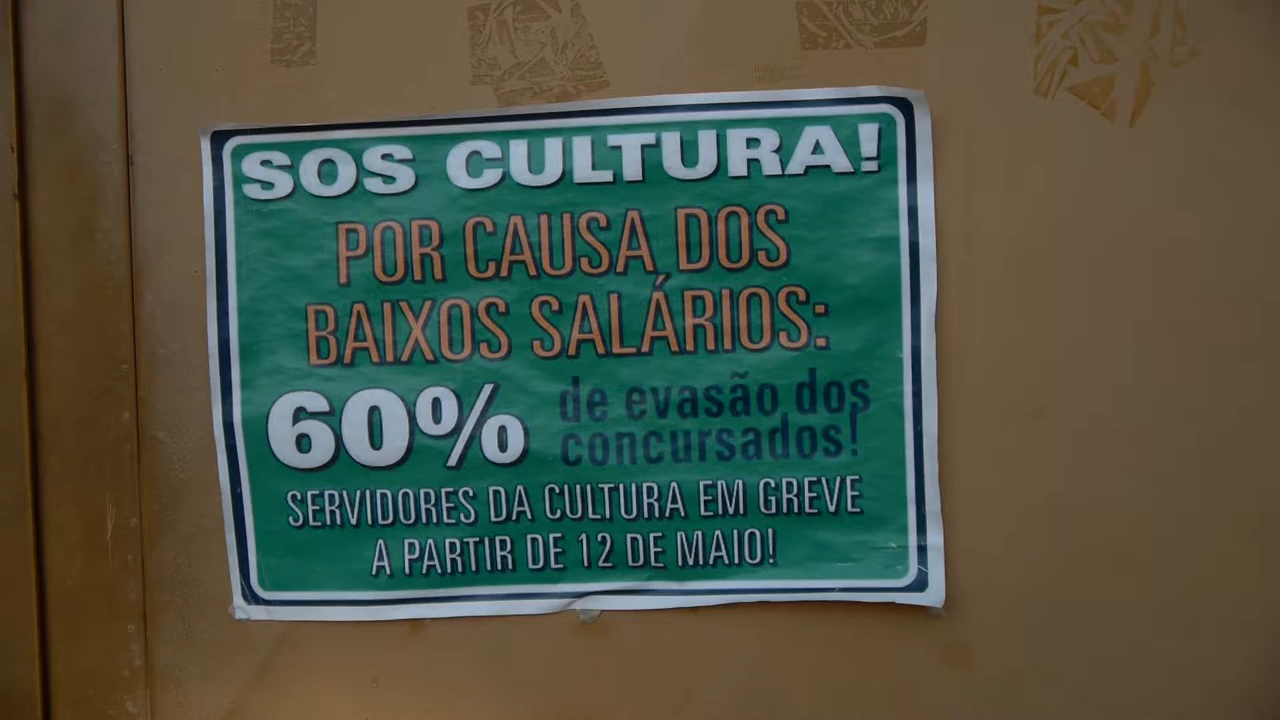 SOS CULTURA!
POR CAUSA DOS
BAIXOS SALÁRIOS:
60% de evasão dos
concursados!
SERVIDORES DA CULTURA EM GREVE
A PARTIR DE 12 DE MAIO!